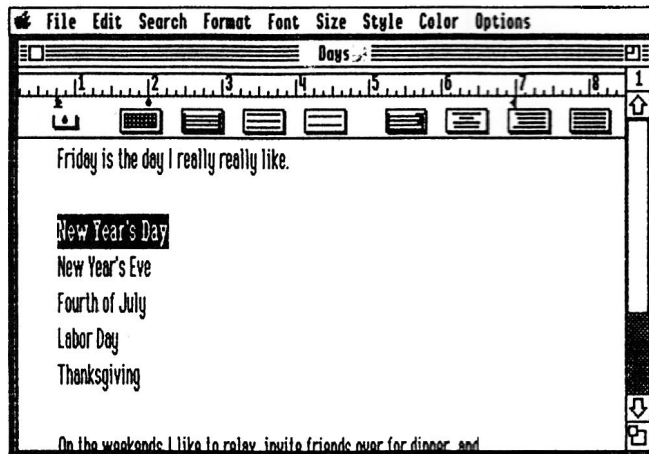 File Edit Search Format Font Size Style Color Options
Days
1 2 3 4 5 6 7 8 1
Friday is the day I really really like.
New Year's Day
New Year's Eve
Fourth of July
Labor Day
Thanksgiving
On the weekends I like to relax, invite friends over for dinner, and